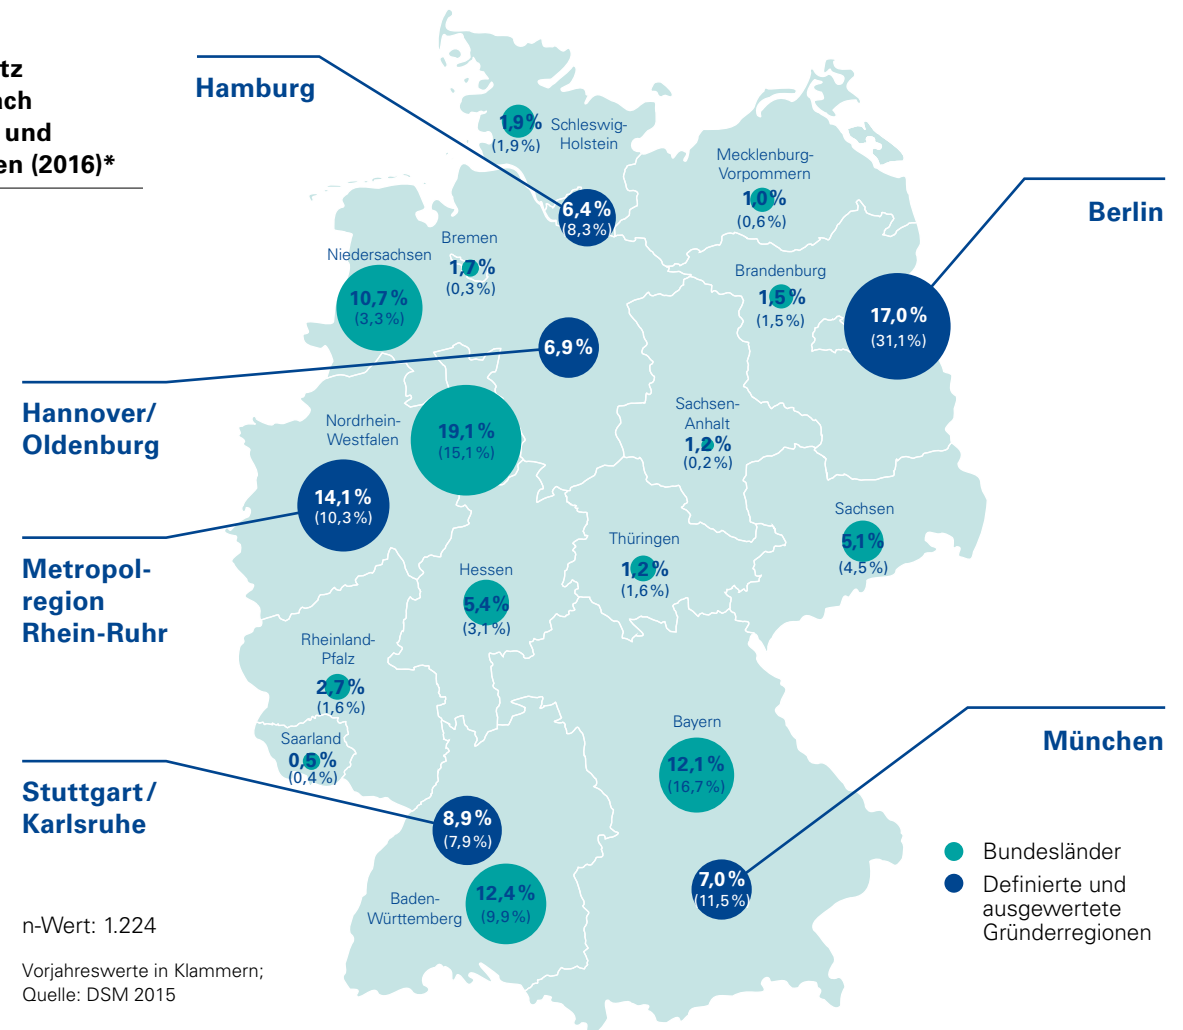 und
(2016)*
Hamburg
1,9%
(1,9%)
Schleswig-
Holstein
Mecklenburg-
Vorpommern
1,0%
(0,6%)
6,4%
(8,3%)
Berlin
Bremen
1,7%
(0,3%)
Niedersachsen
10,7%
(3,3%)
Brandenburg
1,5%
(1,5%)
17,0%
(31,1%)
6,9%
Hannover/
Oldenburg
Nordrhein-
Westfalen
19,1%
(15,1%)
Sachsen-
Anhalt
1,2%
(0,2%)
14,1%
(10,3%)
Sachsen
5,1%
(4,5%)
Thüringen
1,2%
(1,6%)
Metropol-
region
Rhein-Ruhr
Hessen
5,4%
(3,1%)
Rheinland-
Pfalz
2,7%
(1,6%)
Saarland
0,5%
(0,4%)
Bayern
12,1%
(16,7%)
München
Stuttgart/
Karlsruhe
8,9%
(7,9%)
7,0%
(11,5%)
Baden-
Württemberg
12,4%
(9,9%)
Bundesländer
Definierte und
ausgewertete
Gründerregionen
n-Wert: 1.224
Vorjahreswerte in Klammern;
Quelle: DSM 2015